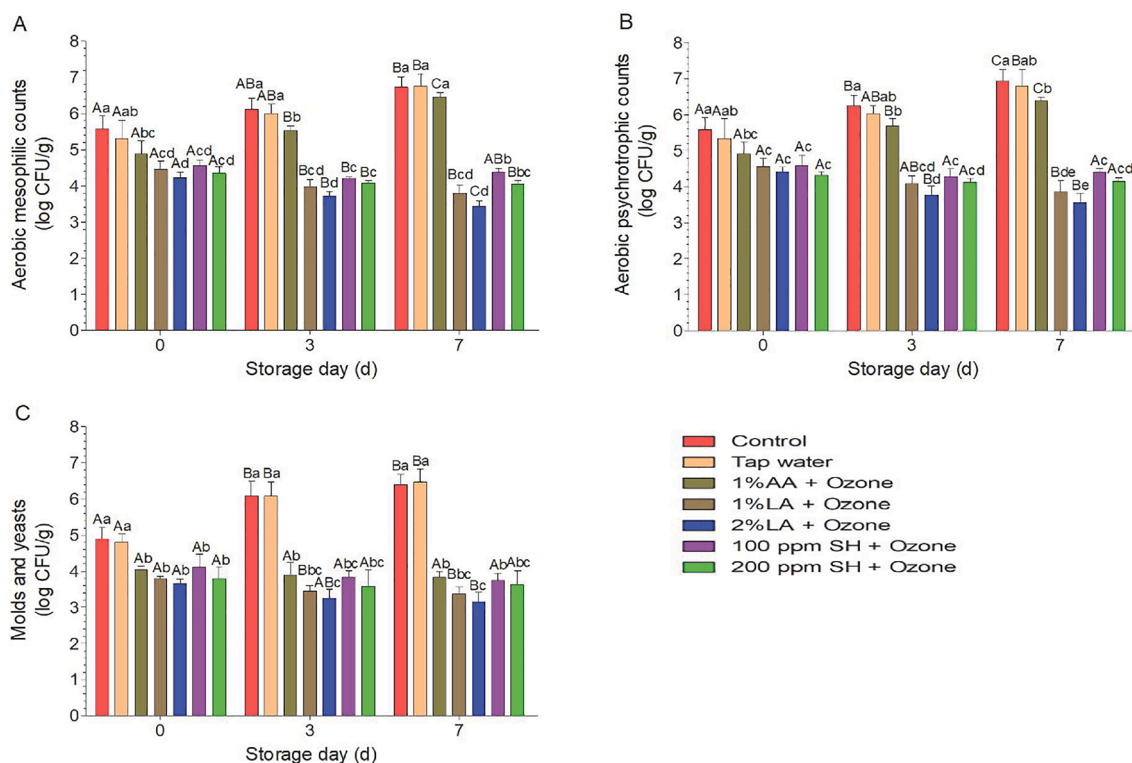 A
Aerobic mesophilic counts
(log CFU/g)
8
7
6
5
4
3
2
1
0
Aa Aab Abc Acd Ad Acd Acd
ABa ABa Bb Bcd Bd Bc Bc
Ba Ba Ca Bcd Cd ABb Bbc
0 3 7
Storage day (d)
B
Aerobic psychrotrophic counts
(log CFU/g)
8
7
6
5
4
3
2
1
0
Aa Aab Abc Ac Ac Ac Ac
Ba ABab Bb ABcd Bd Ac Acd
Ca Bab Cb Bde Be Ac Acd
0 3 7
Storage day (d)
C
Molds and yeasts
(log CFU/g)
8
7
6
5
4
3
2
1
0
Aa Aa Ab Ab Ab Ab Ab
Ba Ba Ab Bbc ABc Abc Abc
Ba Ba Ab Bbc Bc Abc Abc
0 3 7
Storage day (d)
Control
Tap water
1%AA + Ozone
1%LA + Ozone
2%LA + Ozone
100 ppm SH + Ozone
200 ppm SH + Ozone